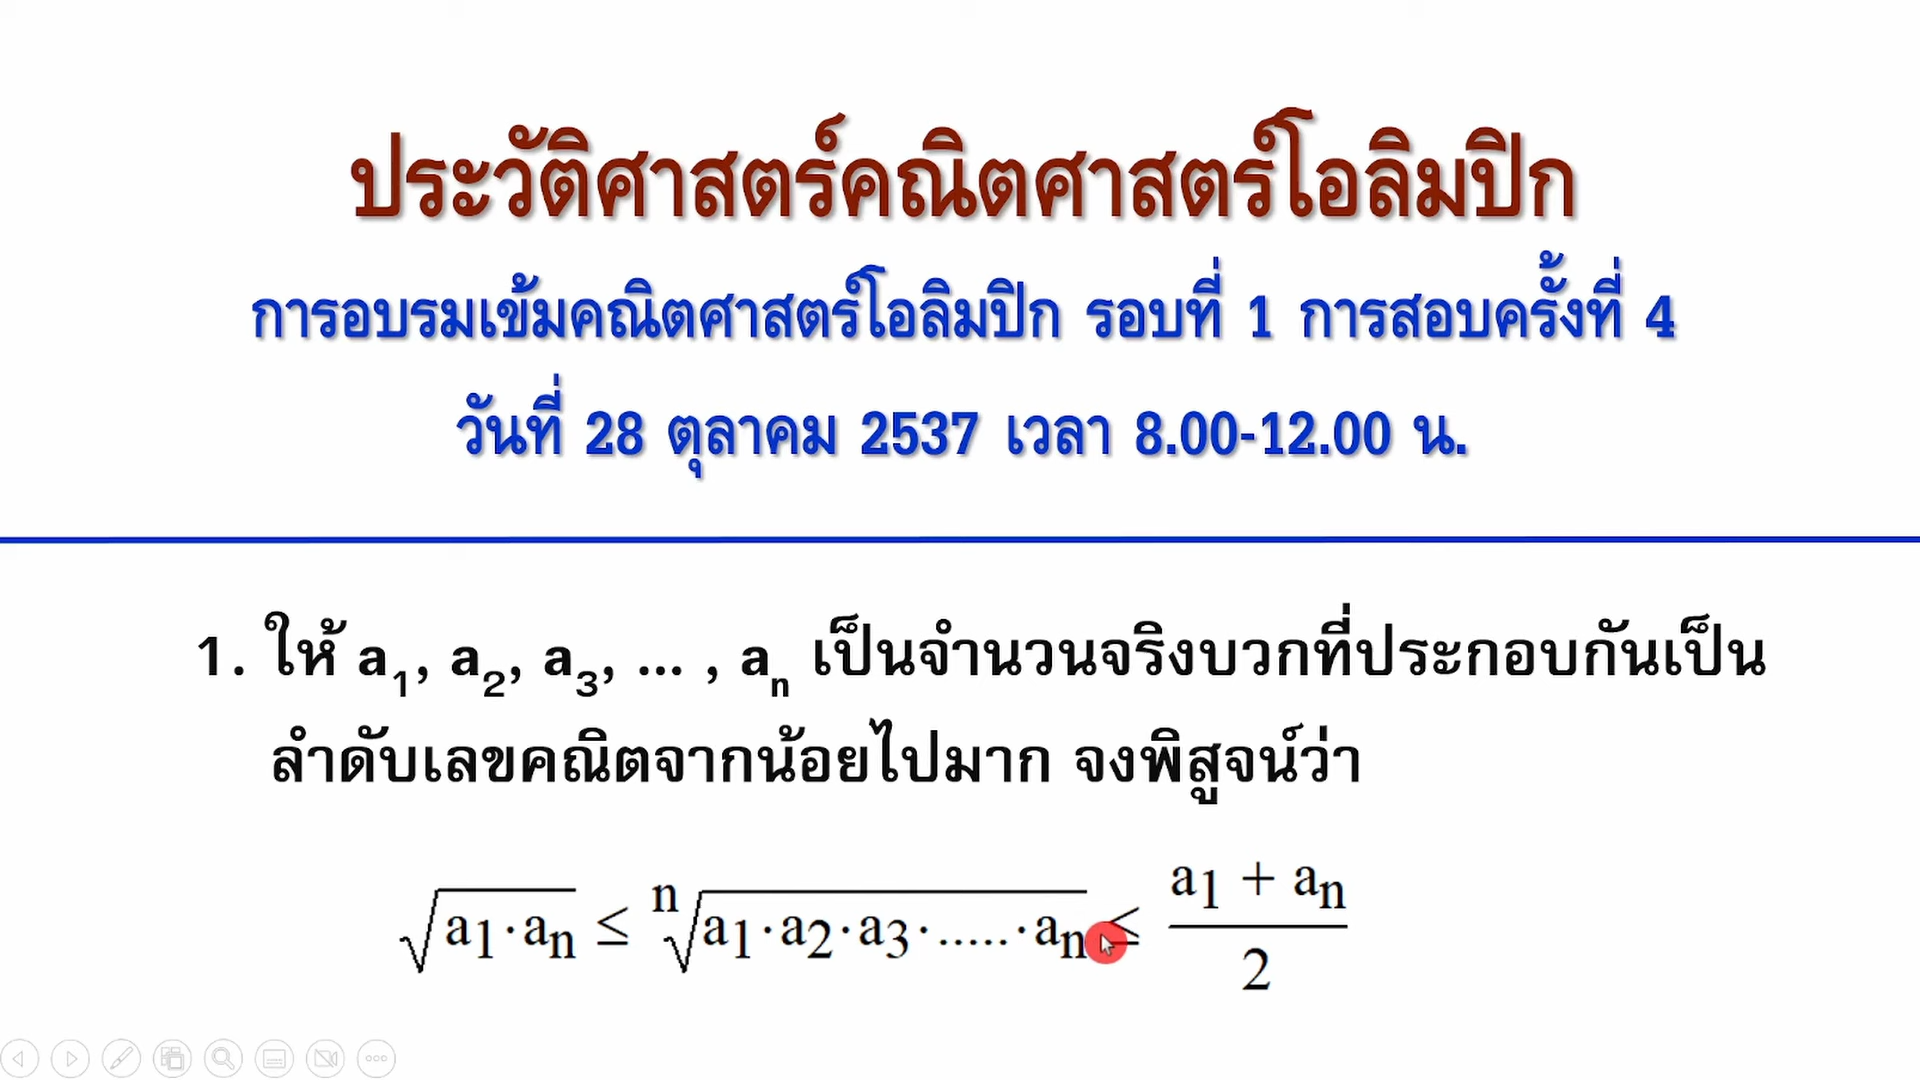 ประวัติศาสตร์คณิตศาสตร์โอลิมปิก
การอบรมเข้มคณิตศาสตร์โอลิมปิก รอบที่ 1 การสอบครั้งที่ 4
วันที่ 28 ตุลาคม 2537 เวลา 8.00-12.00 น.
1. ให้ a₁, a₂, a₃, ... , aₙ เป็นจำนวนจริงบวกที่ประกอบกันเป็น
ลำดับเลขคณิตจากน้อยไปมาก จงพิสูจน์ว่า
√(a₁·aₙ) ≤ ⁿ√(a₁·a₂·a₃·.....·aₙ) ≤ (a₁ + aₙ)/2